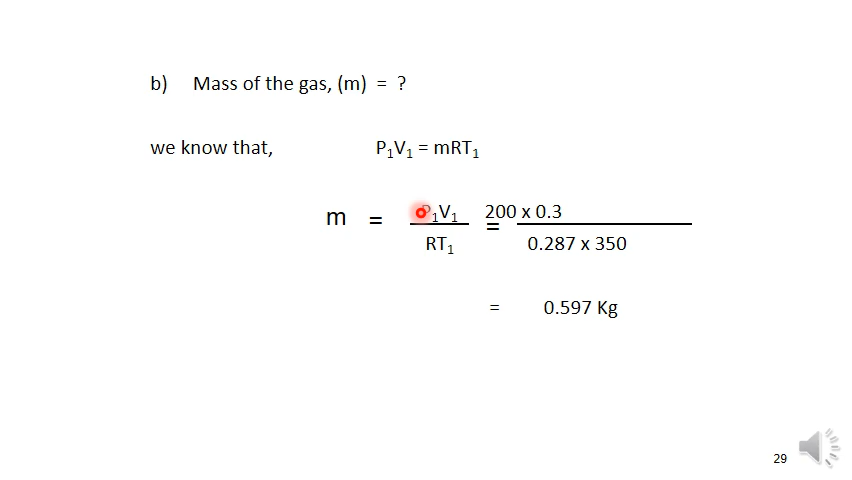 b) Mass of the gas, (m) = ?
we know that, P₁V₁ = mRT₁
m = P₁V₁ = 200 x 0.3
RT₁ 0.287 x 350
= 0.597 Kg
29